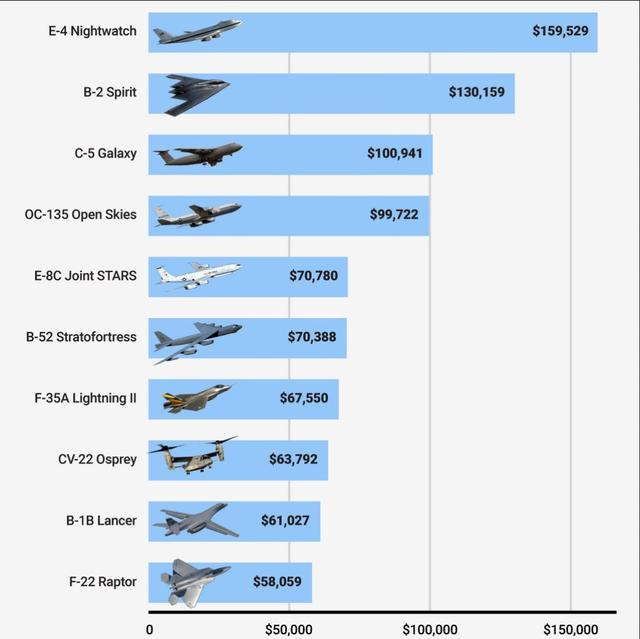 E-4 Nightwatch $159,529
B-2 Spirit $130,159
C-5 Galaxy $100,941
OC-135 Open Skies $99,722
E-8C Joint STARS $70,780
B-52 Stratofortress $70,388
F-35A Lightning II $67,550
CV-22 Osprey $63,792
B-1B Lancer $61,027
F-22 Raptor $58,059
0 $50,000 $100,000 $150,000